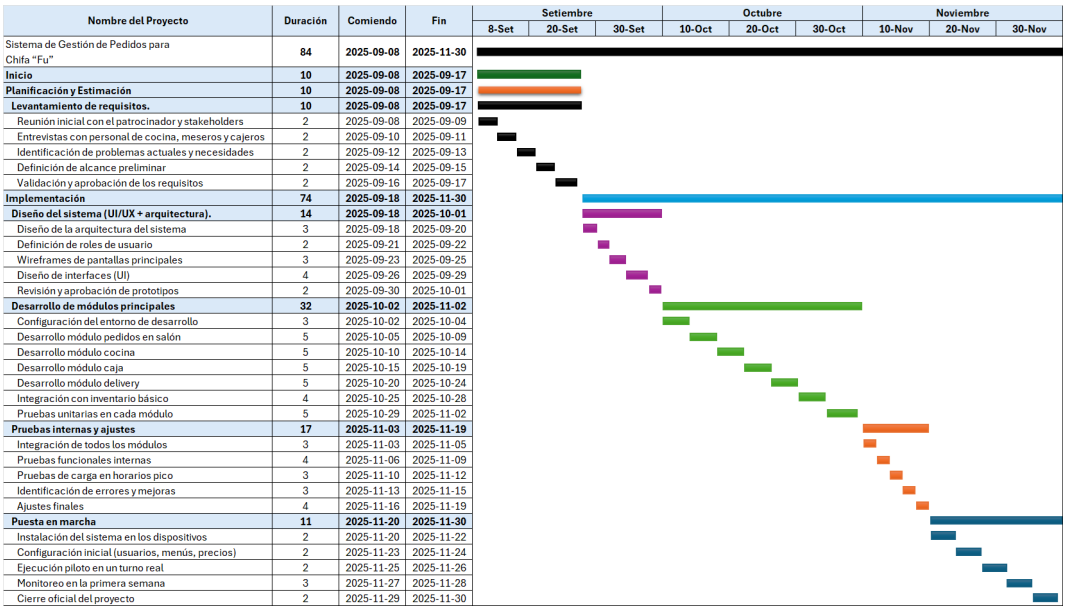 Nombre del Proyecto Duración Comiendo Fin Setiembre Octubre Noviembre
8-Set 20-Set 30-Set 10-Oct 20-Oct 30-Oct 10-Nov 20-Nov 30-Nov
Sistema de Gestión de Pedidos para
Chifa “Fu” 84 2025-09-08 2025-11-30
Inicio 10 2025-09-08 2025-09-17
Planificación y Estimación 10 2025-09-08 2025-09-17
Levantamiento de requisitos. 10 2025-09-08 2025-09-17
Reunión inicial con el patrocinador y stakeholders 2 2025-09-08 2025-09-09
Entrevistas con personal de cocina, meseros y cajeros 2 2025-09-10 2025-09-11
Identificación de problemas actuales y necesidades 2 2025-09-12 2025-09-13
Definición de alcance preliminar 2 2025-09-14 2025-09-15
Validación y aprobación de los requisitos 2 2025-09-16 2025-09-17
Implementación 74 2025-09-18 2025-11-30
Diseño del sistema (UI/UX + arquitectura). 14 2025-09-18 2025-10-01
Diseño de la arquitectura del sistema 3 2025-09-18 2025-09-20
Definición de roles de usuario 2 2025-09-21 2025-09-22
Wireframes de pantallas principales 3 2025-09-23 2025-09-25
Diseño de interfaces (UI) 4 2025-09-26 2025-09-29
Revisión y aprobación de prototipos 2 2025-09-30 2025-10-01
Desarrollo de módulos principales 32 2025-10-02 2025-11-02
Configuración del entorno de desarrollo 3 2025-10-02 2025-10-04
Desarrollo módulo pedidos en salón 5 2025-10-05 2025-10-09
Desarrollo módulo cocina 5 2025-10-10 2025-10-14
Desarrollo módulo caja 5 2025-10-15 2025-10-19
Desarrollo módulo delivery 5 2025-10-20 2025-10-24
Integración con inventario básico 4 2025-10-25 2025-10-28
Pruebas unitarias en cada módulo 5 2025-10-29 2025-11-02
Pruebas internas y ajustes 17 2025-11-03 2025-11-19
Integración de todos los módulos 3 2025-11-03 2025-11-05
Pruebas funcionales internas 4 2025-11-06 2025-11-09
Pruebas de carga en horarios pico 3 2025-11-10 2025-11-12
Identificación de errores y mejoras 3 2025-11-13 2025-11-15
Ajustes finales 4 2025-11-16 2025-11-19
Puesta en marcha 11 2025-11-20 2025-11-30
Instalación del sistema en los dispositivos 2 2025-11-20 2025-11-22
Configuración inicial (usuarios, menús, precios) 2 2025-11-23 2025-11-24
Ejecución piloto en un turno real 2 2025-11-25 2025-11-26
Monitoreo en la primera semana 3 2025-11-27 2025-11-28
Cierre oficial del proyecto 2 2025-11-29 2025-11-30